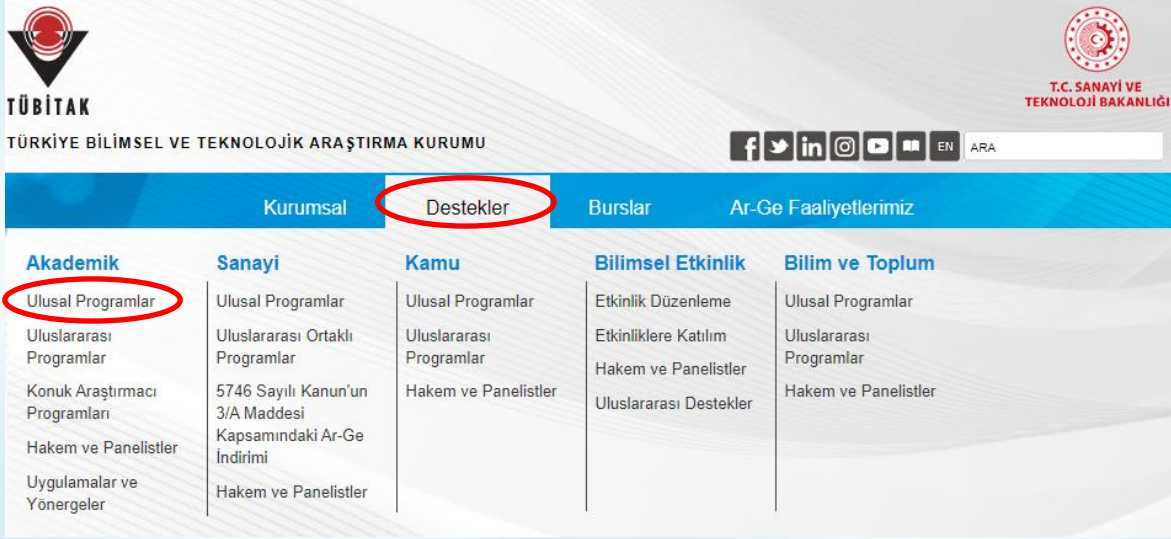 TÜBİTAK
T.C. SANAYİ VE
TEKNOLOJİ BAKANLIĞI
TÜRKİYE BİLİMSEL VE TEKNOLOJİK ARAŞTIRMA KURUMU
EN
ARA
Kurumsal
Destekler
Burslar
Ar-Ge Faaliyetlerimiz
Akademik
Ulusal Programlar
Uluslararası
Programlar
Konuk Araştırmacı
Programları
Hakem ve Panelistler
Uygulamalar ve
Yönergeler
Sanayi
Ulusal Programlar
Uluslararası Ortaklı
Programlar
5746 Sayılı Kanun'un
3/A Maddesi
Kapsamındaki Ar-Ge
İndirimi
Hakem ve Panelistler
Kamu
Ulusal Programlar
Uluslararası
Programlar
Hakem ve Panelistler
Bilimsel Etkinlik
Etkinlik Düzenleme
Etkinliklere Katılım
Hakem ve Panelistler
Uluslararası Destekler
Bilim ve Toplum
Ulusal Programlar
Uluslararası
Programlar
Hakem ve Panelistler